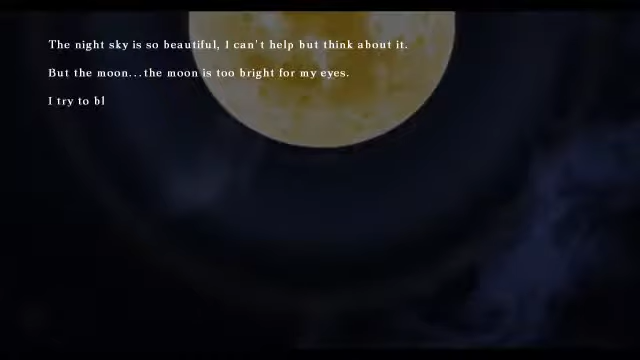 The night sky is so beautiful, I can't help but think about it.
But the moon...the moon is too bright for my eyes.
I try to bl